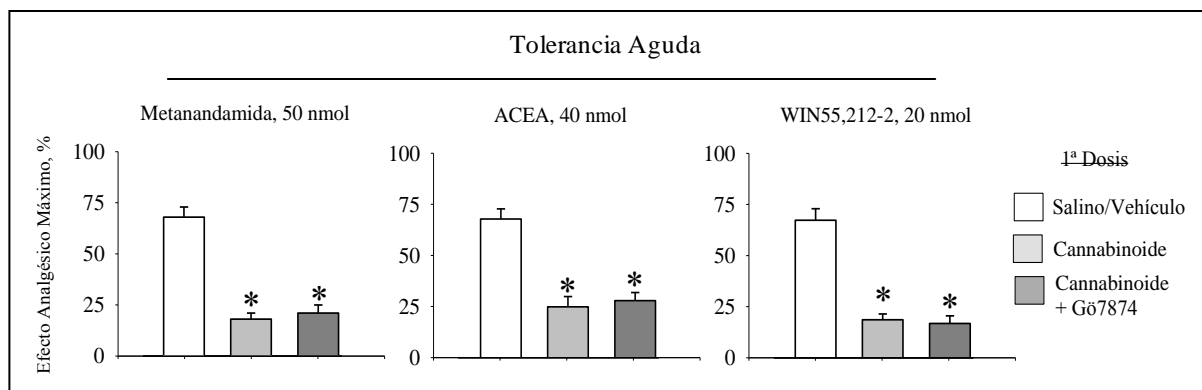 Tolerancia Aguda
Metanandamida, 50 nmol
ACEA, 40 nmol
WIN55,212-2, 20 nmol
Efecto Analgésico Máximo, %
100
75
50
25
0
*
*
100
75
50
25
0
*
*
100
75
50
25
0
*
*
1ª Dosis
Salino/Vehículo
Cannabinoide
Cannabinoide
+ Gö7874